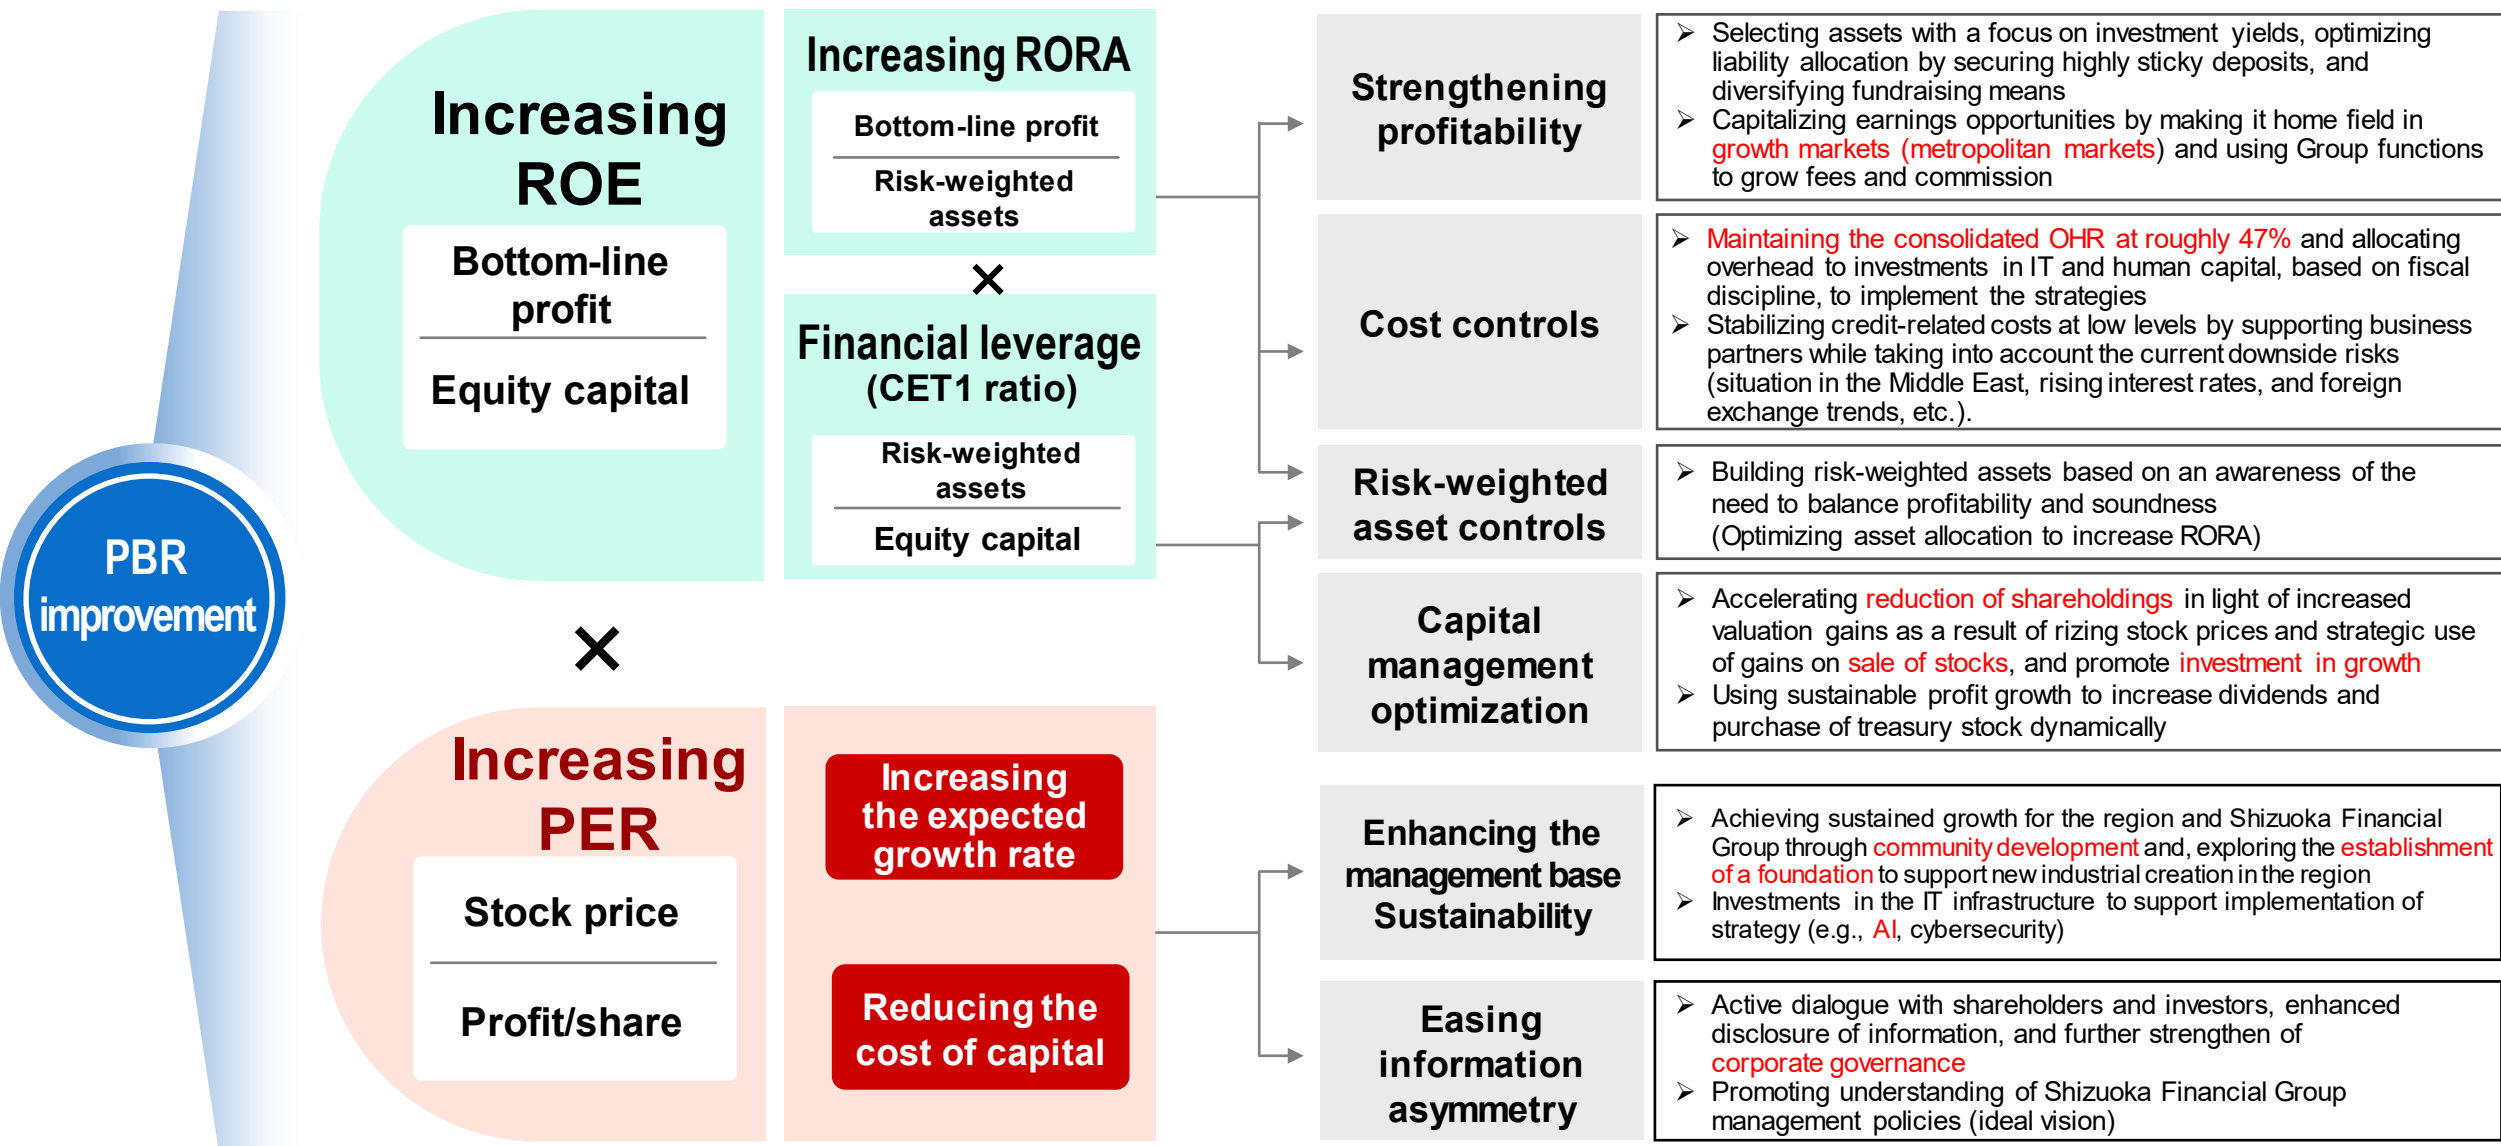 PBR
improvement
Increasing
ROE
Bottom-line
profit
Equity capital
×
Increasing
PER
Stock price
Profit/share
Increasing RORA
Bottom-line profit
Risk-weighted
assets
×
Financial leverage
(CET1 ratio)
Risk-weighted
assets
Equity capital
Increasing
the expected
growth rate
Reducing the
cost of capital
Strengthening
profitability
➢ Selecting assets with a focus on investment yields, optimizing
liability allocation by securing highly sticky deposits, and
diversifying fundraising means
➢ Capitalizing earnings opportunities by making it home field in
growth markets (metropolitan markets) and using Group functions
to grow fees and commission
Cost controls
➢ Maintaining the consolidated OHR at roughly 47% and allocating
overhead to investments in IT and human capital, based on fiscal
discipline, to implement the strategies
➢ Stabilizing credit-related costs at low levels by supporting business
partners while taking into account the current downside risks
(situation in the Middle East, rising interest rates, and foreign
exchange trends, etc.).
Risk-weighted
asset controls
➢ Building risk-weighted assets based on an awareness of the
need to balance profitability and soundness
(Optimizing asset allocation to increase RORA)
Capital
management
optimization
➢ Accelerating reduction of shareholdings in light of increased
valuation gains as a result of rizing stock prices and strategic use
of gains on sale of stocks, and promote investment in growth
➢ Using sustainable profit growth to increase dividends and
purchase of treasury stock dynamically
Enhancing the
management base
Sustainability
➢ Achieving sustained growth for the region and Shizuoka Financial
Group through community development and, exploring the establishment
of a foundation to support new industrial creation in the region
➢ Investments in the IT infrastructure to support implementation of
strategy (e.g., AI, cybersecurity)
Easing
information
asymmetry
➢ Active dialogue with shareholders and investors, enhanced
disclosure of information, and further strengthen of
corporate governance
➢ Promoting understanding of Shizuoka Financial Group
management policies (ideal vision)